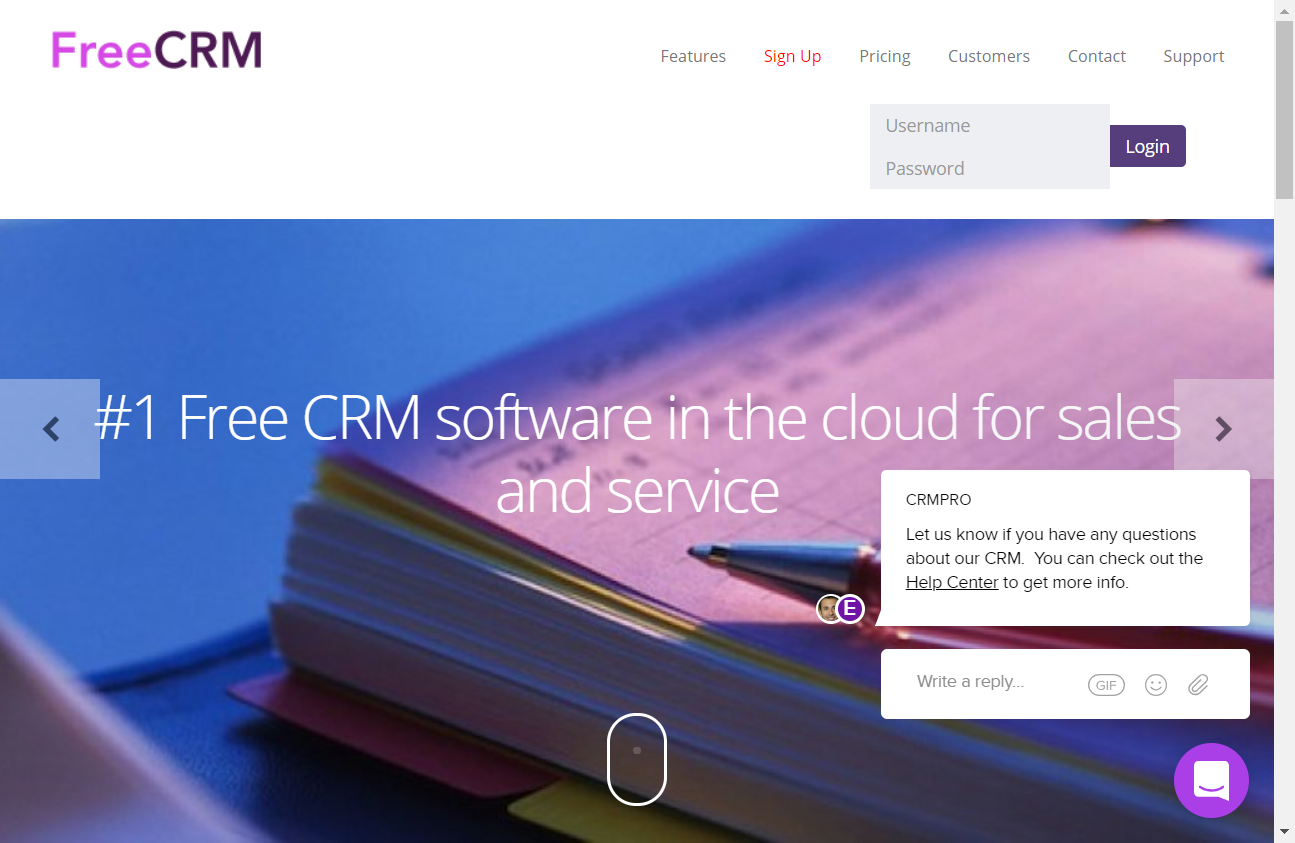 FreeCRM
Features Sign Up Pricing Customers Contact Support
Username
Login
Password
#1 Free CRM software in the cloud for sales
and service
CRMPRO
Let us know if you have any questions
about our CRM. You can check out the
Help Center to get more info.
E
Write a reply...
GIF